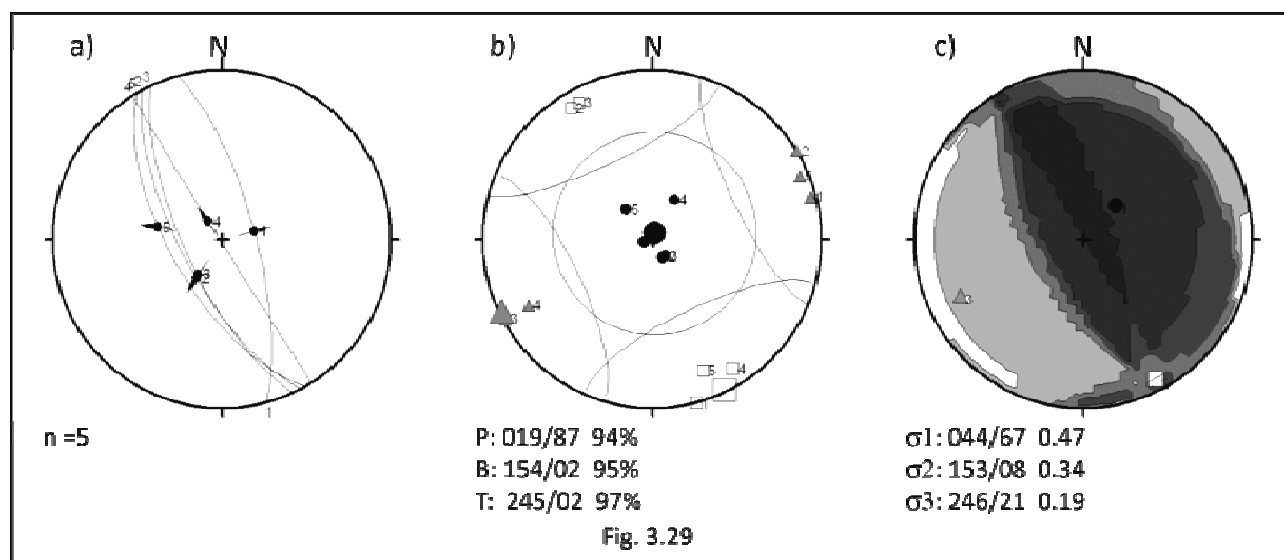 a) N
b) N
c) N
n =5
P: 019/87 94%
B: 154/02 95%
T: 245/02 97%
σ1: 044/67 0.47
σ2: 153/08 0.34
σ3: 246/21 0.19
Fig. 3.29